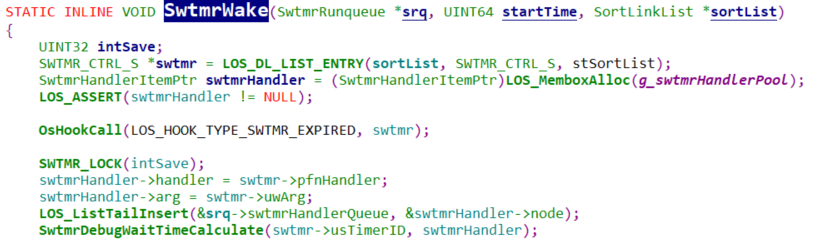 STATIC INLINE VOID SwtmrWake(SwtmrRunqueue *srq, UINT64 startTime, SortLinkList *sortList)
{
    UINT32 intSave;
    SWTMR_CTRL_S *swtmr = LOS_DL_LIST_ENTRY(sortList, SWTMR_CTRL_S, stSortList);
    SwtmrHandlerItemPtr swtmrHandler = (SwtmrHandlerItemPtr)LOS_MemboxAlloc(g_swtmrHandlerPool);
    LOS_ASSERT(swtmrHandler != NULL);

    OsHookCall(LOS_HOOK_TYPE_SWTMR_EXPIRED, swtmr);

    SWTMR_LOCK(intSave);
    swtmrHandler->handler = swtmr->pfnHandler;
    swtmrHandler->arg = swtmr->uwArg;
    LOS_ListTailInsert(&srq->swtmrHandlerQueue, &swtmrHandler->node);
    SwtmrDebugWaitTimeCalculate(swtmr->usTimerID, swtmrHandler);